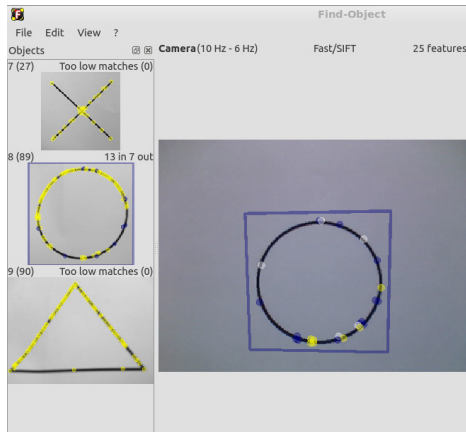 Find-Object
File Edit View ?
Objects
Camera (10 Hz - 6 Hz) Fast/SIFT 25 features
7 (27) Too low matches (0)
8 (89) 13 in 7 out
9 (90) Too low matches (0)